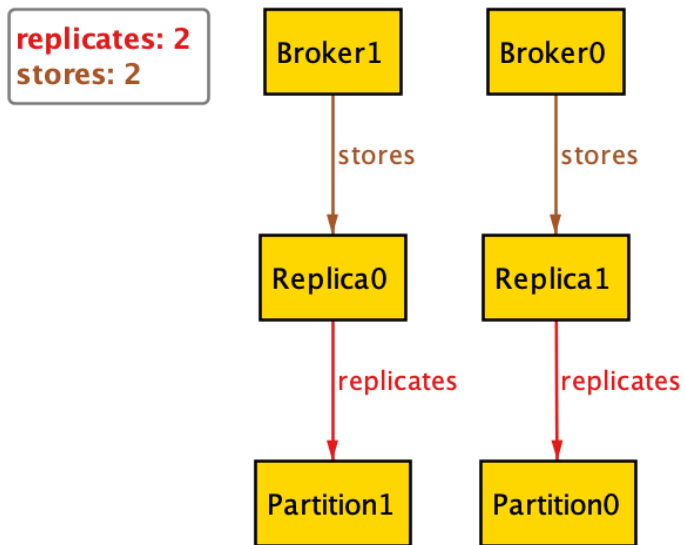 replicates: 2
stores: 2
Broker1
Broker0
stores
stores
Replica0
Replica1
replicates
replicates
Partition1
Partition0